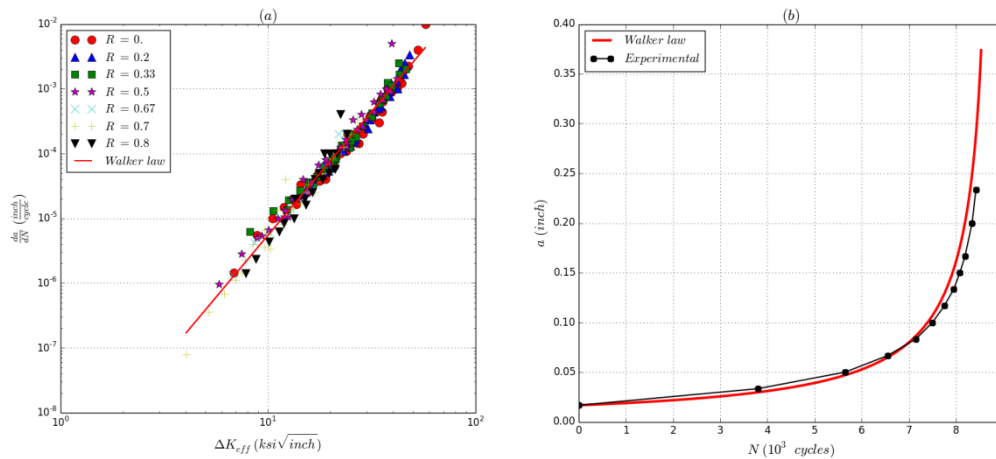 (a)
10^-2
10^-3
10^-4
10^-5
10^-6
10^-7
10^-8
da/dN inch/cycle
R = 0.
R = 0.2
R = 0.33
R = 0.5
R = 0.67
R = 0.7
R = 0.8
Walker law
10^0 10^1 10^2
ΔK_eff (ksi√inch)
(b)
0.40
0.35
0.30
0.25
0.20
0.15
0.10
0.05
0.00
a (inch)
Walker law
Experimental
0 1 2 3 4 5 6 7 8
N (10^3 cycles)